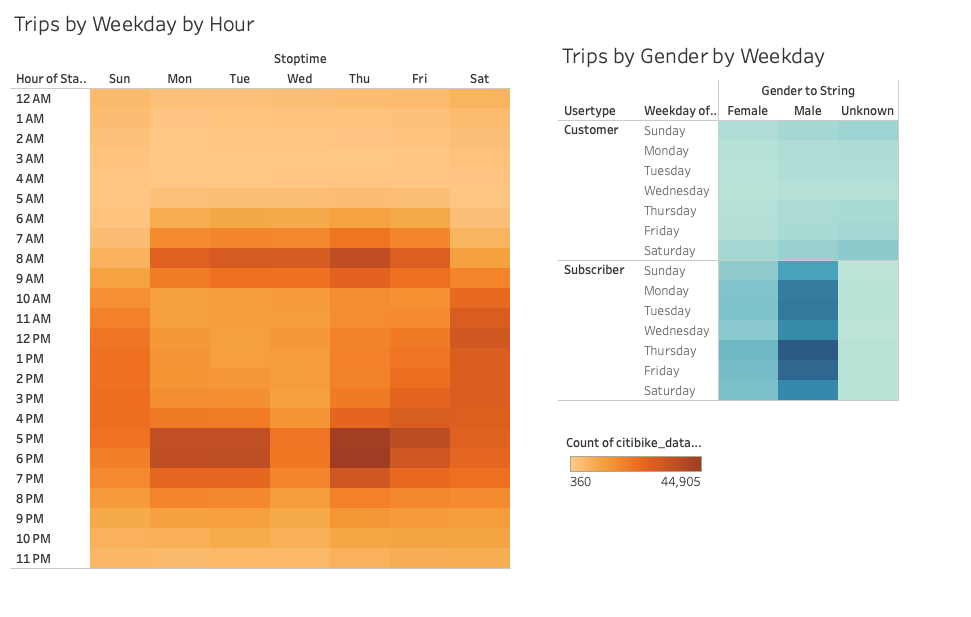 Trips by Weekday by Hour
Stoptime
Hour of Sta.. Sun Mon Tue Wed Thu Fri Sat
12 AM
1 AM
2 AM
3 AM
4 AM
5 AM
6 AM
7 AM
8 AM
9 AM
10 AM
11 AM
12 PM
1 PM
2 PM
3 PM
4 PM
5 PM
6 PM
7 PM
8 PM
9 PM
10 PM
11 PM
Trips by Gender by Weekday
Gender to String
Usertype Weekday of.. Female Male Unknown
Customer Sunday
Monday
Tuesday
Wednesday
Thursday
Friday
Saturday
Subscriber Sunday
Monday
Tuesday
Wednesday
Thursday
Friday
Saturday
Count of citibike_data...
360 44,905